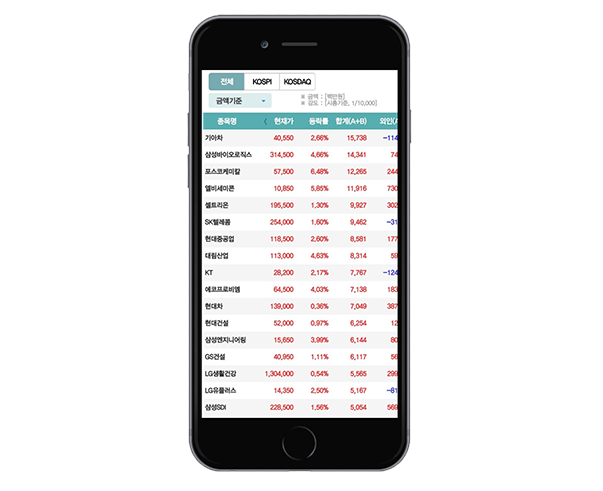 전체 KOSPI KOSDAQ
금액기준
※ 금액 : [백만원]
※ 강도 : [시총기준, 1/10,000]
종목명 〈 현재가 등락률 합계(A+B) 외인(A
기아차 40,550 2.66% 15,738 -114
삼성바이오로직스 314,500 4.66% 14,341 74
포스코케미칼 57,500 6.48% 12,265 244
엘비세미콘 10,850 5.85% 11,916 730
셀트리온 195,500 1.30% 9,927 302
SK텔레콤 254,000 1.60% 9,462 -31
현대중공업 118,500 2.60% 8,581 177
대림산업 113,000 4.63% 8,314 59
KT 28,200 2.17% 7,767 -124
에코프로비엠 64,500 4.03% 7,138 183
현대차 139,000 0.36% 7,049 387
현대건설 52,000 0.97% 6,254 12
삼성엔지니어링 15,650 3.99% 6,144 80
GS건설 40,950 1.11% 6,117 56
LG생활건강 1,304,000 0.54% 5,565 299
LG유플러스 14,350 2.50% 5,167 -81
삼성SDI 228,500 1.56% 5,054 569